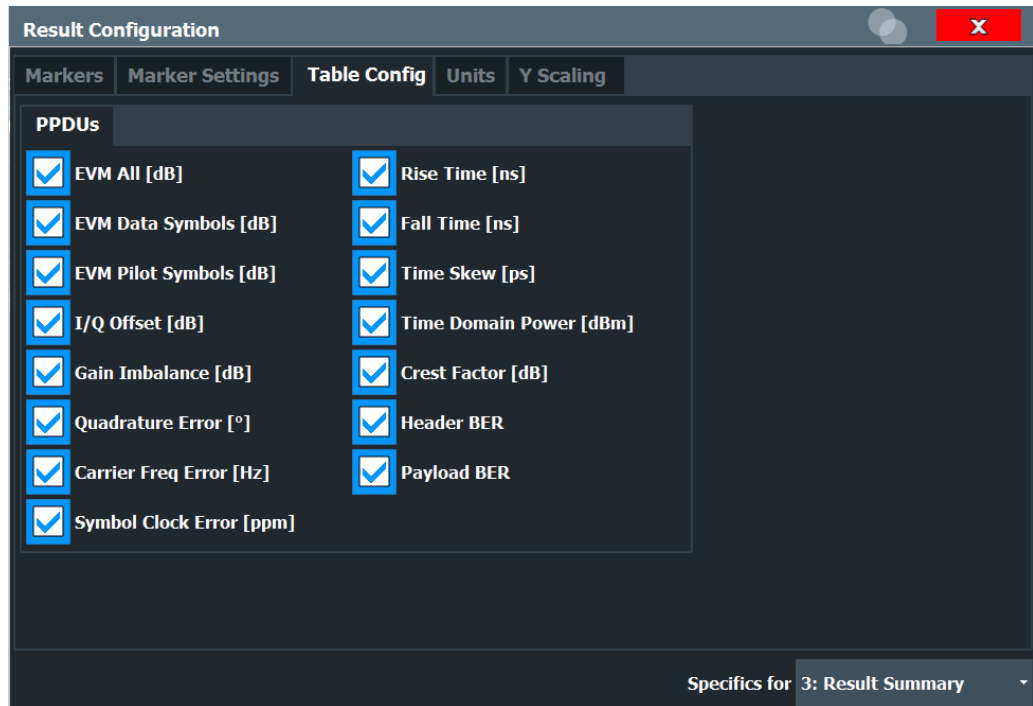 Result Configuration
X
Markers Marker Settings Table Config Units Y Scaling
PPDUs
EVM All [dB]
EVM Data Symbols [dB]
EVM Pilot Symbols [dB]
I/Q Offset [dB]
Gain Imbalance [dB]
Quadrature Error [°]
Carrier Freq Error [Hz]
Symbol Clock Error [ppm]
Rise Time [ns]
Fall Time [ns]
Time Skew [ps]
Time Domain Power [dBm]
Crest Factor [dB]
Header BER
Payload BER
Specifics for 3: Result Summary